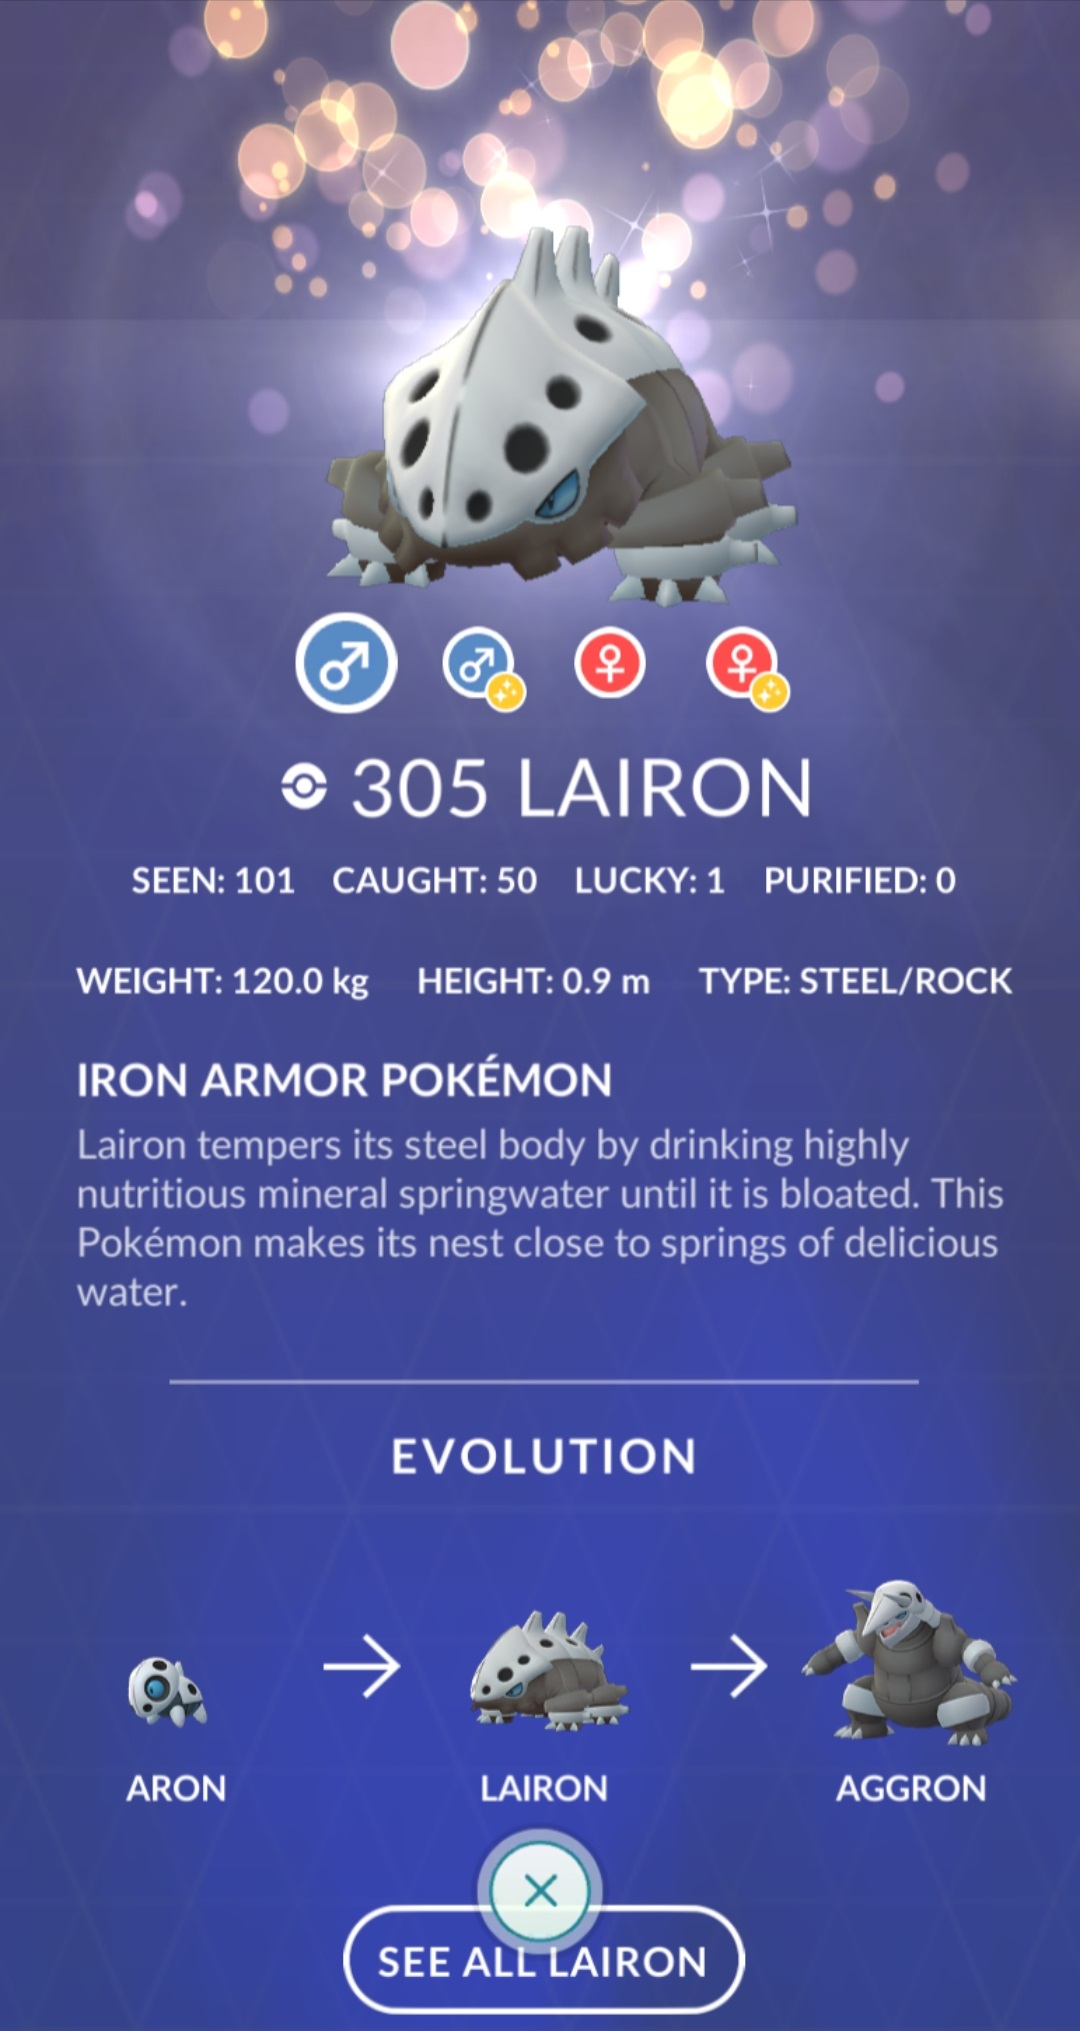 305 LAIRON
SEEN: 101 CAUGHT: 50 LUCKY: 1 PURIFIED: 0
WEIGHT: 120.0 kg HEIGHT: 0.9 m TYPE: STEEL/ROCK
IRON ARMOR POKÉMON
Lairon tempers its steel body by drinking highly
nutritious mineral springwater until it is bloated. This
Pokémon makes its nest close to springs of delicious
water.
EVOLUTION
ARON LAIRON AGGRON
SEE ALL LAIRON